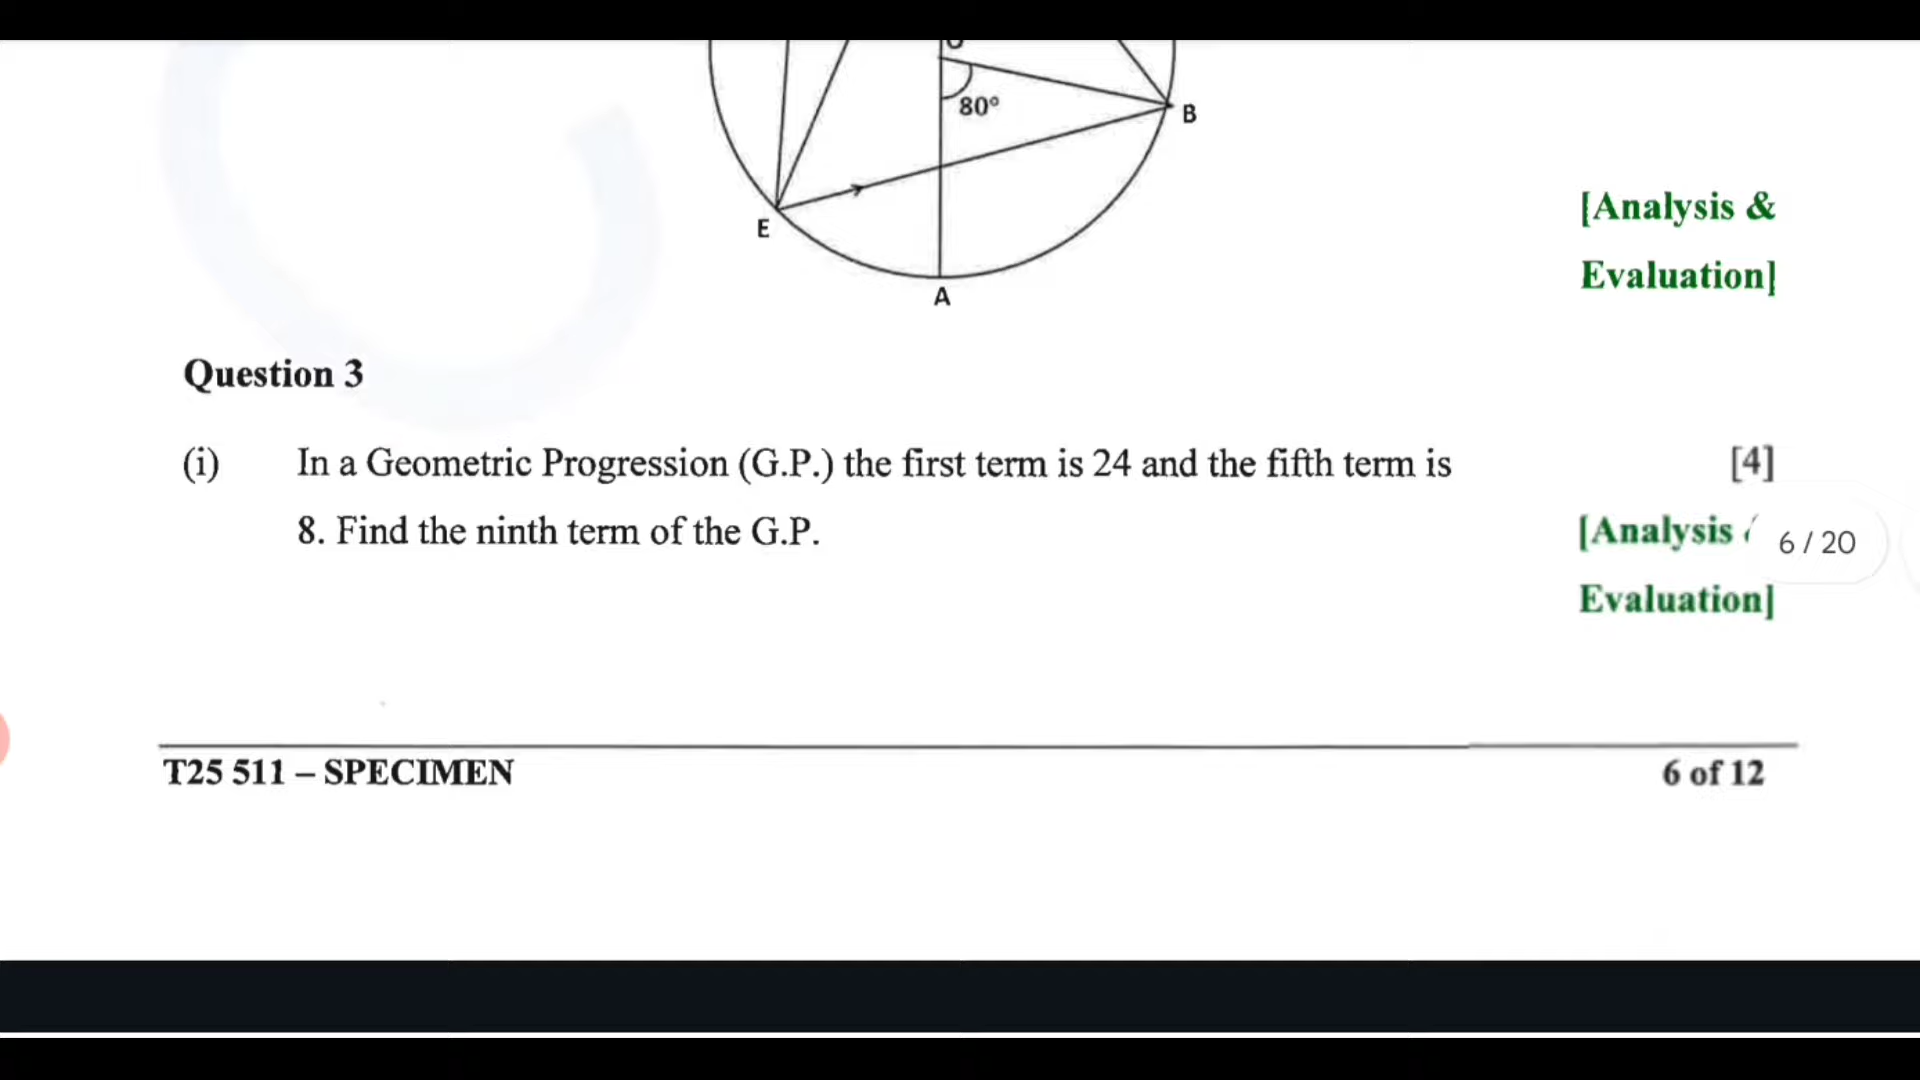 80°
B
E
A
[Analysis &
Evaluation]
Question 3
(i) In a Geometric Progression (G.P.) the first term is 24 and the fifth term is [4]
8. Find the ninth term of the G.P. [Analysis 6 / 20
Evaluation]
T25 511 – SPECIMEN 6 of 12